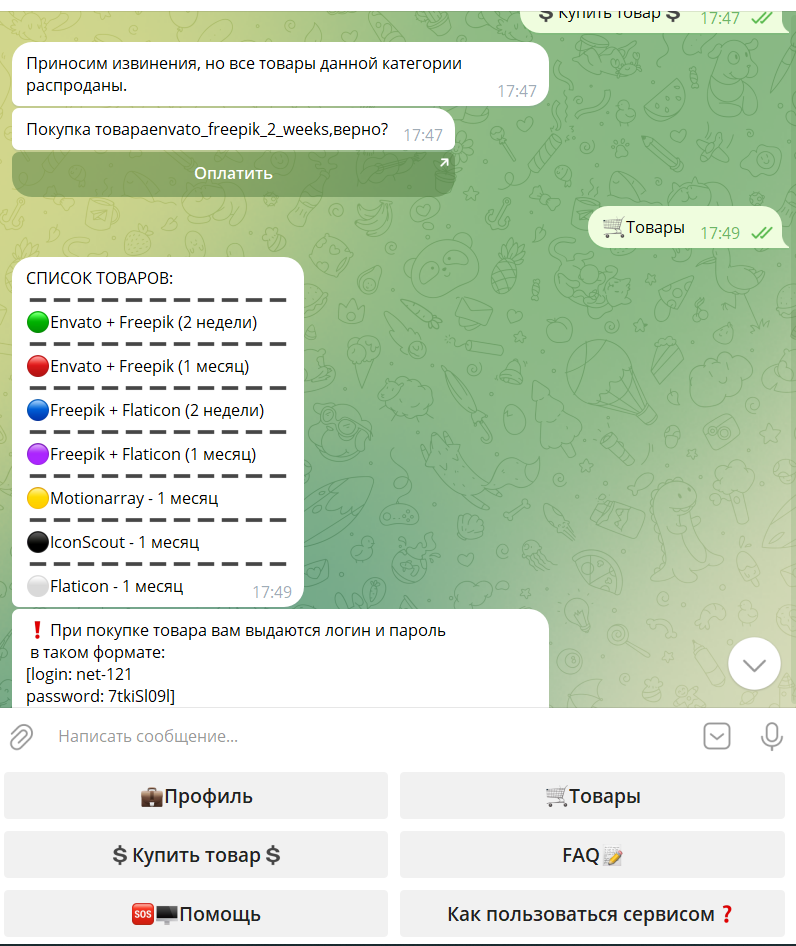 $ Купить товар $ 17:47
Приносим извинения, но все товары данной категории
распроданы.
17:47
Покупка товараenvato_freepik_2_weeks,верно? 17:47
Оплатить
🛒Товары 17:49
СПИСОК ТОВАРОВ:
— — — — — — — — — —
🟢Envato + Freepik (2 недели)
— — — — — — — — — —
🔴Envato + Freepik (1 месяц)
— — — — — — — — — —
🔵Freepik + Flaticon (2 недели)
— — — — — — — — — —
🟣Freepik + Flaticon (1 месяц)
— — — — — — — — — —
🟡Motionarray - 1 месяц
— — — — — — — — — —
⚫IconScout - 1 месяц
— — — — — — — — — —
⚪Flaticon - 1 месяц 17:49
❗ При покупке товара вам выдаются логин и пароль
в таком формате:
[login: net-121
password: 7tkiSl09l]
Написать сообщение...
💼Профиль
🛒Товары
$ Купить товар $
FAQ📝
🆘🖥Помощь
Как пользоваться сервисом ❓